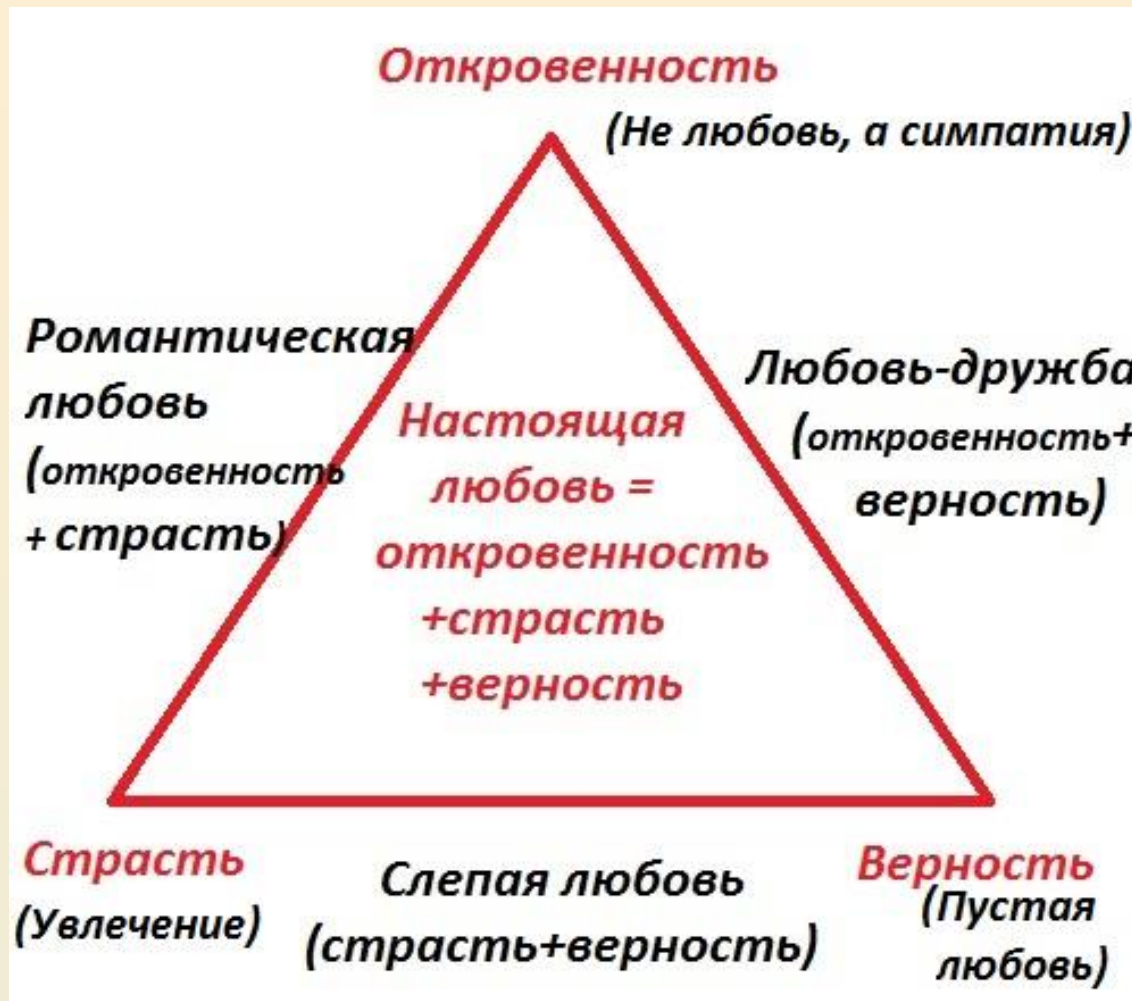 Откровенность
(Не любовь, а симпатия)
Романтическая
любовь
(откровенность
+ страсть)
Любовь-дружба
(откровенность+
верность)
Настоящая
любовь =
откровенность
+страсть
+верность
Страсть
(Увлечение)
Слепая любовь
(страсть+верность)
Верность
(Пустая
любовь)